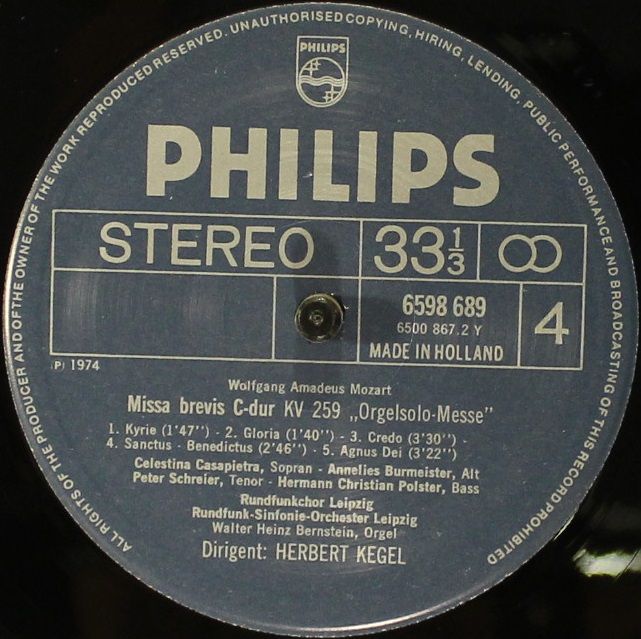 ALL RIGHTS OF THE PRODUCER AND OF THE OWNER OF THE WORK REPRODUCED RESERVED. UNAUTHORISED COPYING, HIRING, LENDING, PUBLIC PERFORMANCE AND BROADCASTING OF THIS RECORD PROHIBITED
PHILIPS
PHILIPS
STEREO 33 1/3
6598 689
6500 867.2 Y
MADE IN HOLLAND
4
(P) 1974
Wolfgang Amadeus Mozart
Missa brevis C-dur KV 259 „Orgelsolo-Messe”
1. Kyrie (1'47'') - 2. Gloria (1'40'') - 3. Credo (3'30'') -
4. Sanctus - Benedictus (2'46'') - 5. Agnus Dei (3'22'')
Celestina Casapietra, Sopran - Annelies Burmeister, Alt
Peter Schreier, Tenor - Hermann Christian Polster, Bass
Rundfunkchor Leipzig
Rundfunk-Sinfonie-Orchester Leipzig
Walter Heinz Bernstein, Orgel
Dirigent: HERBERT KEGEL